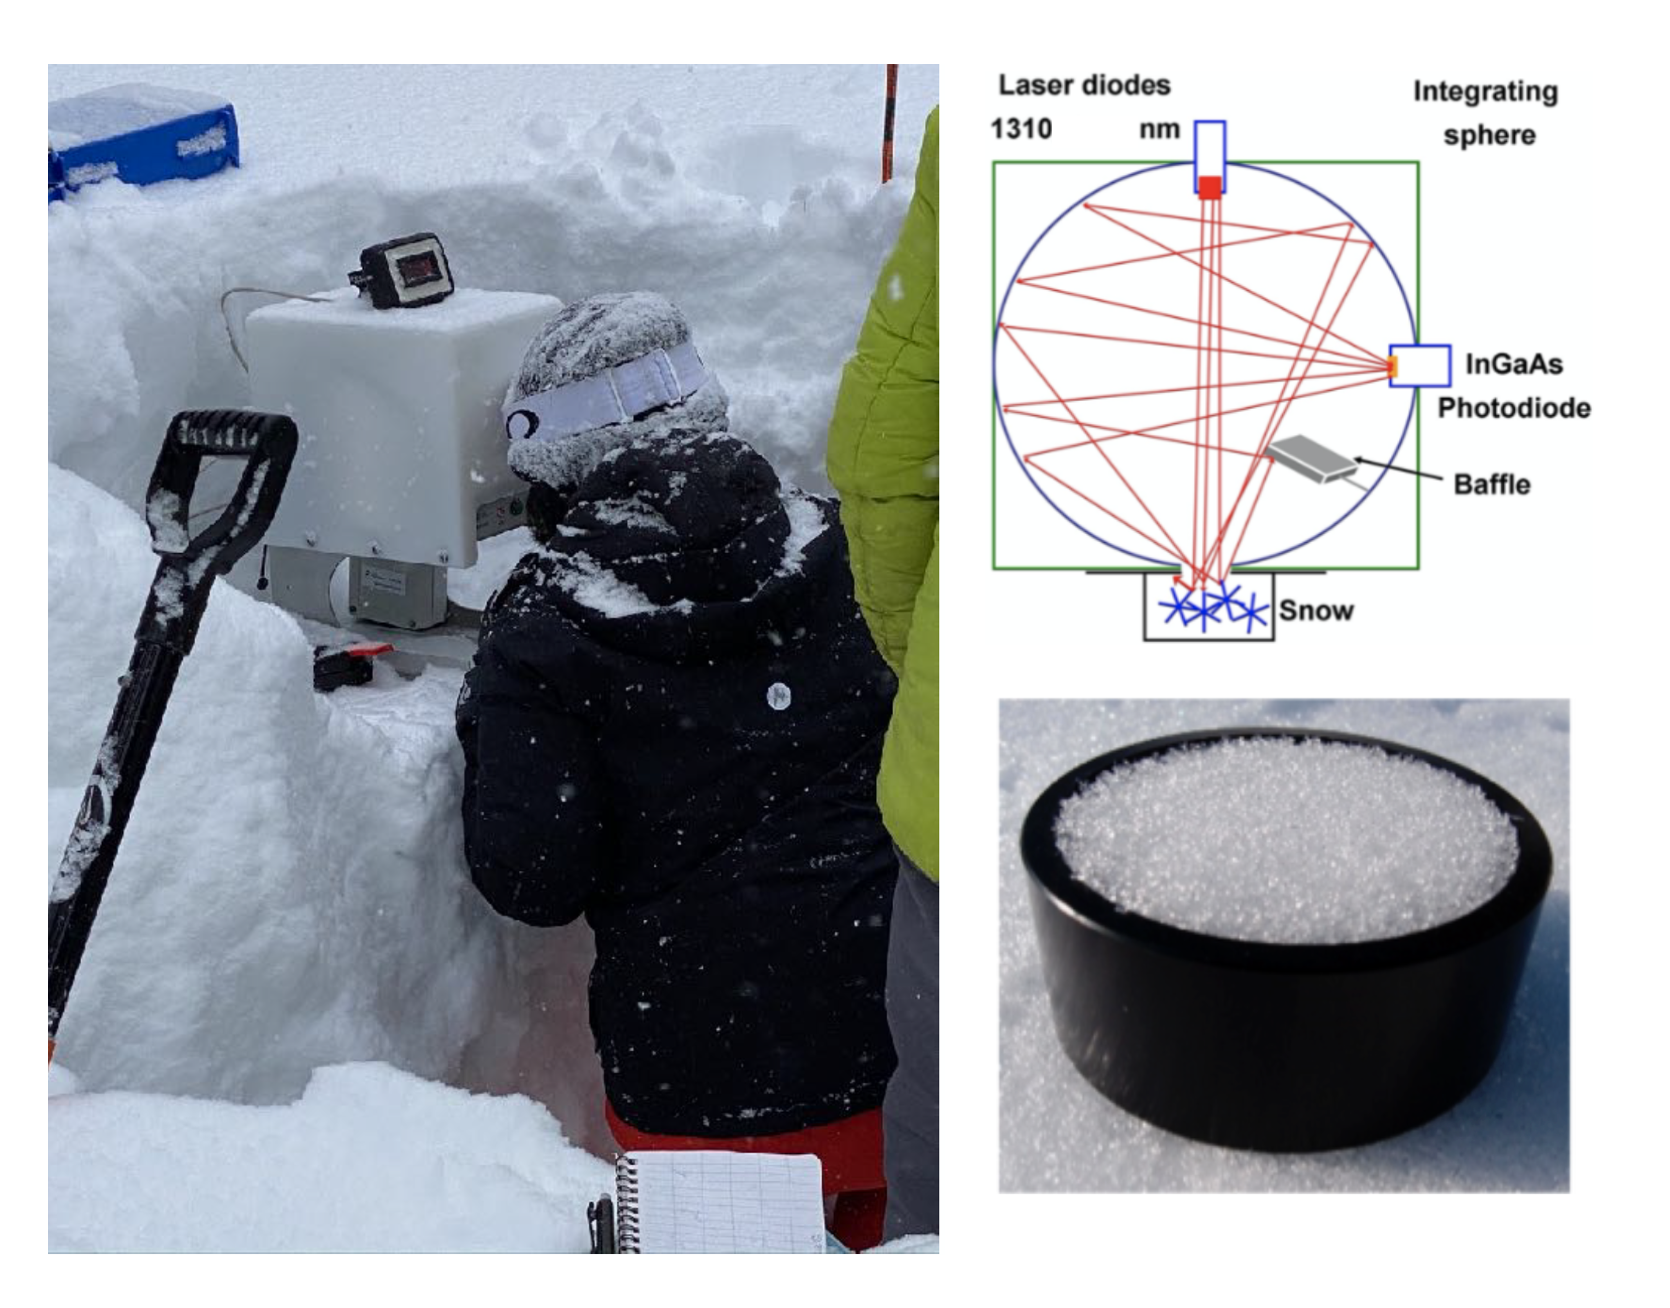 Laser diodes
1310 nm
Integrating
sphere
InGaAs
Photodiode
Baffle
Snow